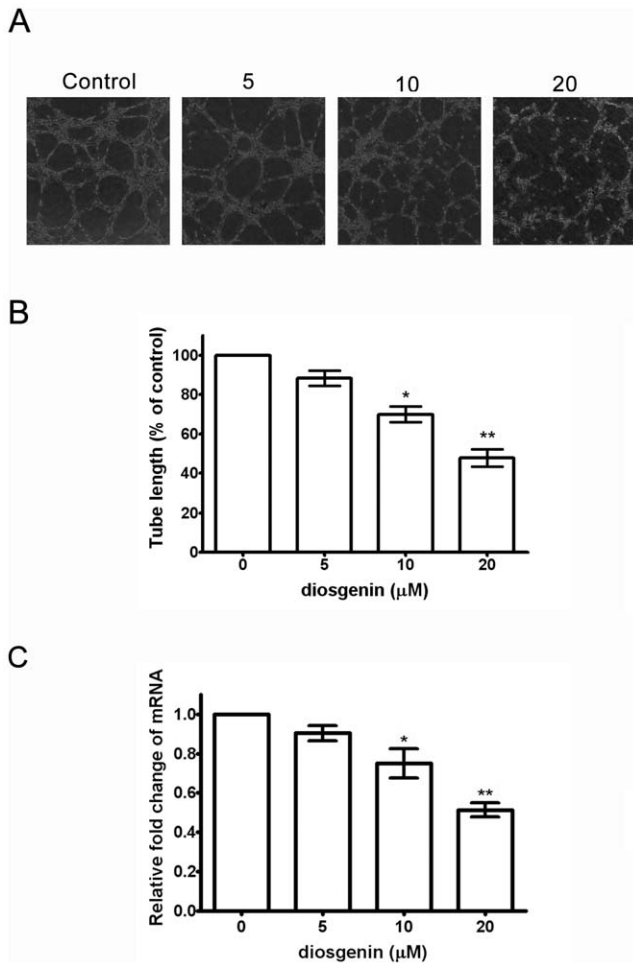 A
Control 5 10 20
B
Tube length (% of control)
100
80
60
40
20
0
*
**
0 5 10 20
diosgenin (μM)
C
Relative fold change of mRNA
1.0
0.8
0.6
0.4
0.2
0.0
*
**
0 5 10 20
diosgenin (μM)